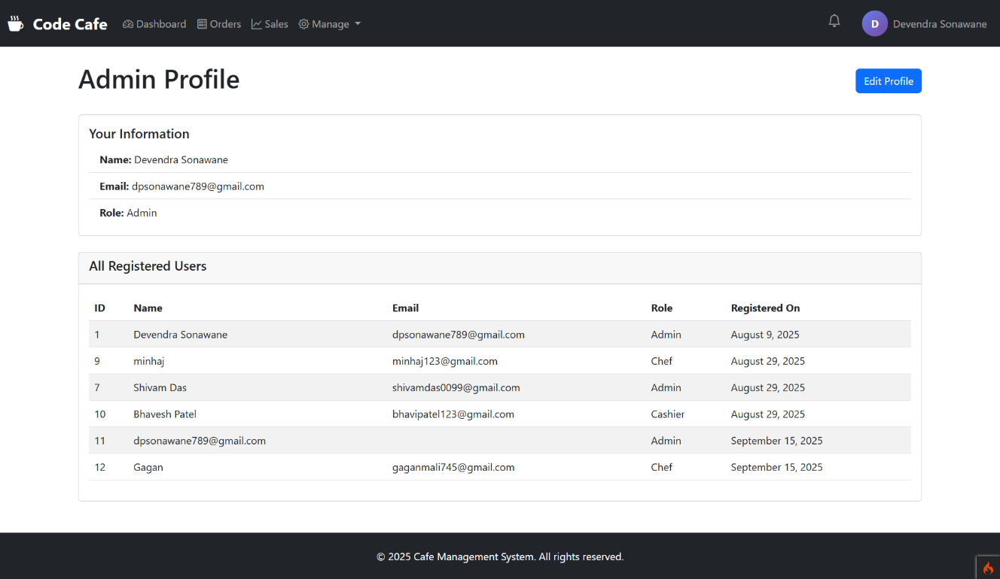 Code Cafe Dashboard Orders Sales Manage D Devendra Sonawane
Admin Profile Edit Profile
Your Information
Name: Devendra Sonawane
Email: dpsonawane789@gmail.com
Role: Admin
All Registered Users
ID Name Email Role Registered On
1 Devendra Sonawane dpsonawane789@gmail.com Admin August 9, 2025
9 minhaj minhaj123@gmail.com Chef August 29, 2025
7 Shivam Das shivamdas0099@gmail.com Admin August 29, 2025
10 Bhavesh Patel bhavipatel123@gmail.com Cashier August 29, 2025
11 dpsonawane789@gmail.com Admin September 15, 2025
12 Gagan gaganmali745@gmail.com Chef September 15, 2025
© 2025 Cafe Management System. All rights reserved.